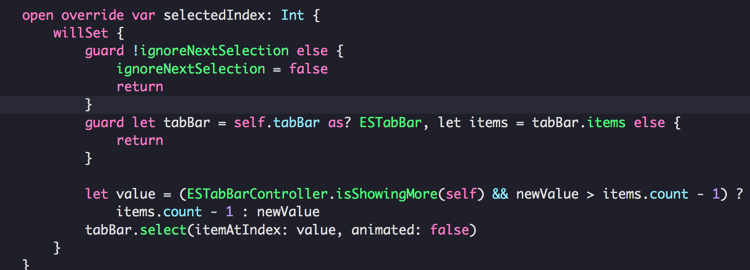 open override var selectedIndex: Int {
willSet {
guard !ignoreNextSelection else {
ignoreNextSelection = false
return
}
guard let tabBar = self.tabBar as? ESTabBar, let items = tabBar.items else {
return
}
let value = (ESTabBarController.isShowingMore(self) && newValue > items.count - 1) ?
items.count - 1 : newValue
tabBar.select(itemAtIndex: value, animated: false)
}
}